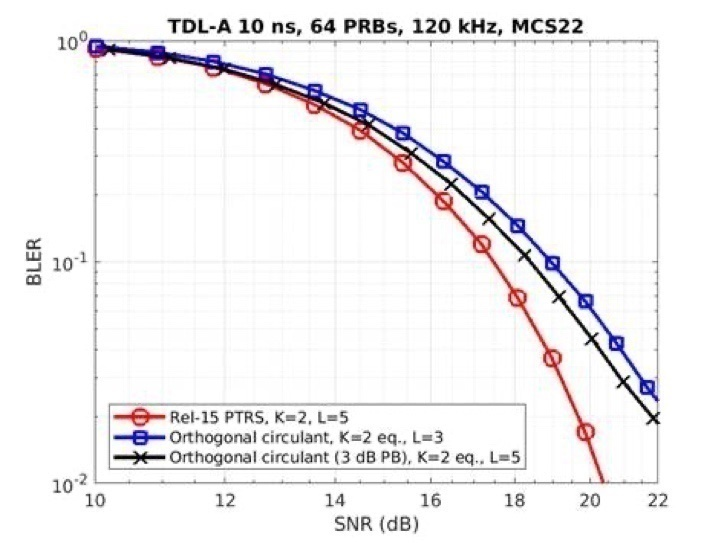 TDL-A 10 ns, 64 PRBs, 120 kHz, MCS22
10⁰
10⁻¹
10⁻²
BLER
Rel-15 PTRS, K=2, L=5
Orthogonal circulant, K=2 eq., L=3
Orthogonal circulant (3 dB PB), K=2 eq., L=5
10 12 14 16 18 20 22
SNR (dB)